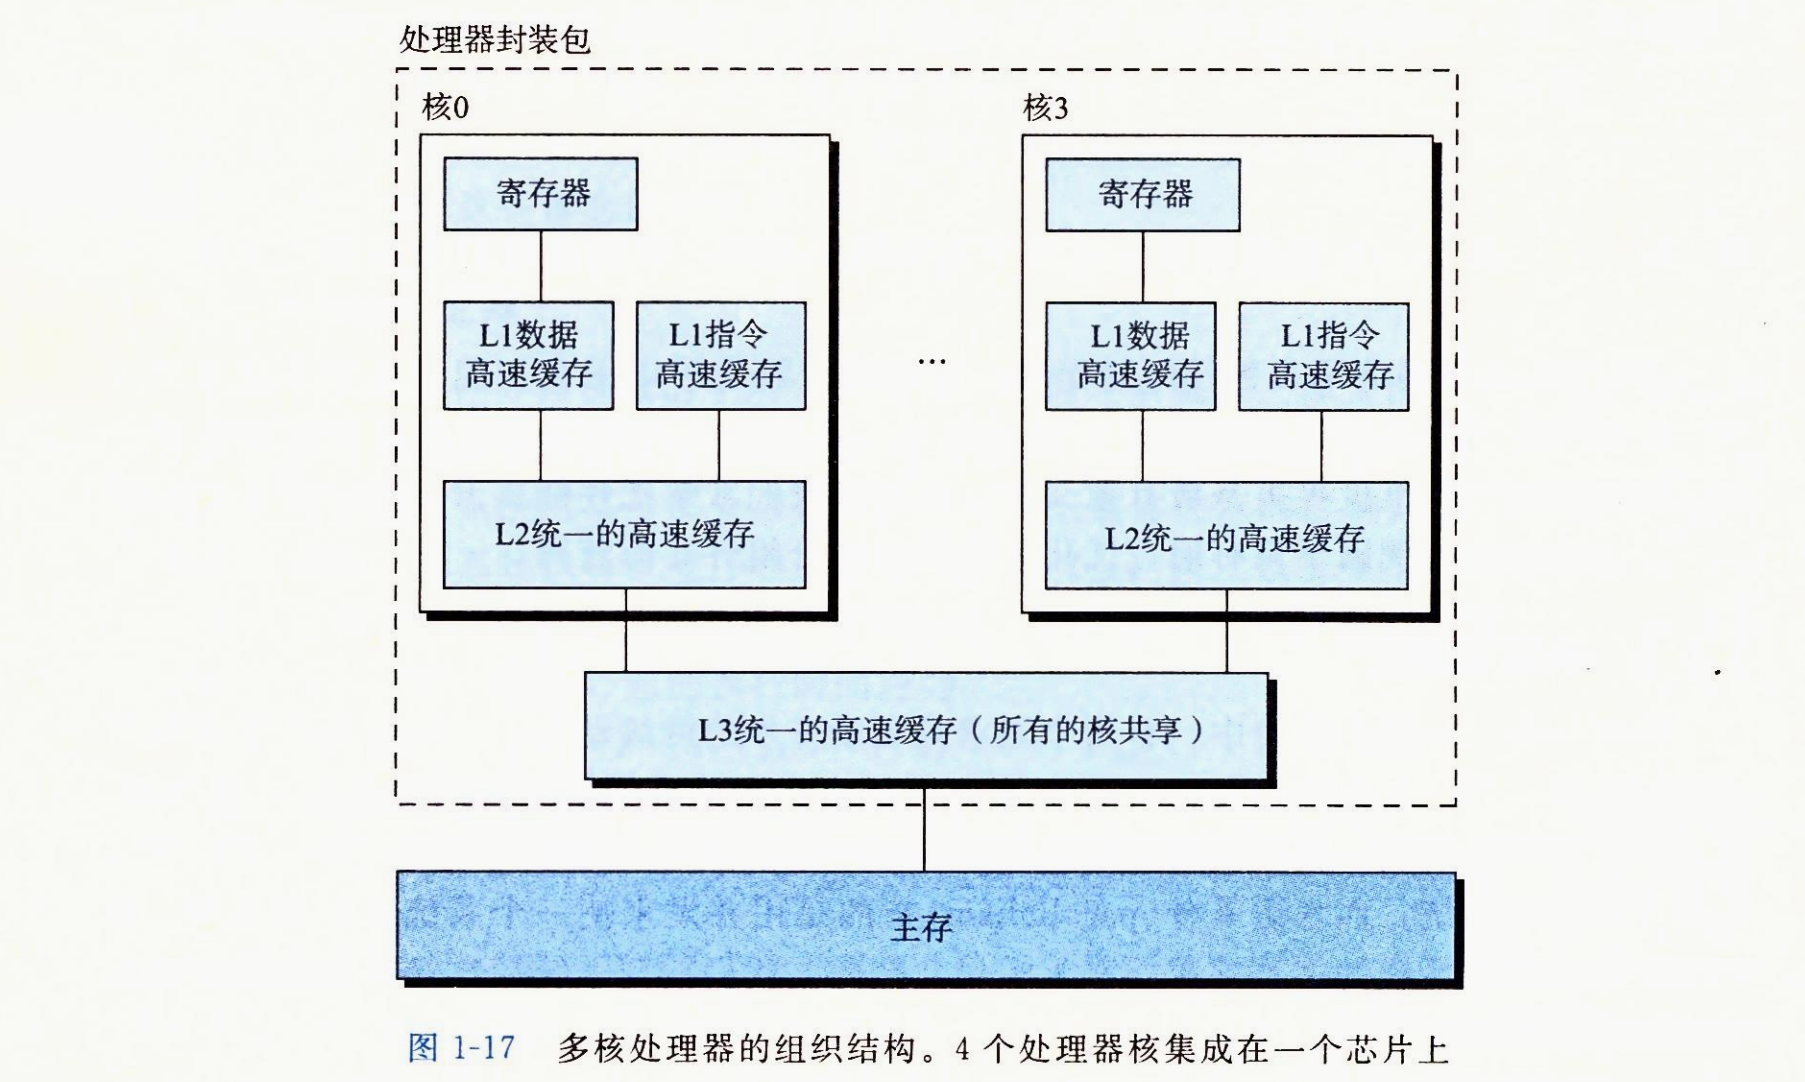 处理器封装包
核0
核3
寄存器
寄存器
L1数据
高速缓存
L1指令
高速缓存
...
L1数据
高速缓存
L1指令
高速缓存
L2统一的高速缓存
L2统一的高速缓存
L3统一的高速缓存（所有的核共享）
主存
图 1-17 多核处理器的组织结构。4 个处理器核集成在一个芯片上